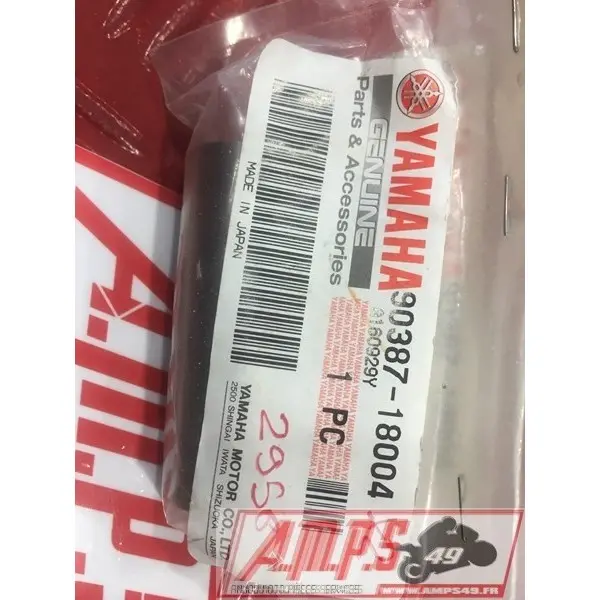 YAMAHA
GENUINE
Parts & Accessories
90387-18004
3160929Y
1 PC
MADE IN JAPAN
YAMAHA MOTOR CO., LTD.
2500 SHINGAI IWATA SHIZUOKA JAPAN
A.M.P.S
A.M.P.S 49
WWW.AMPS49.FR